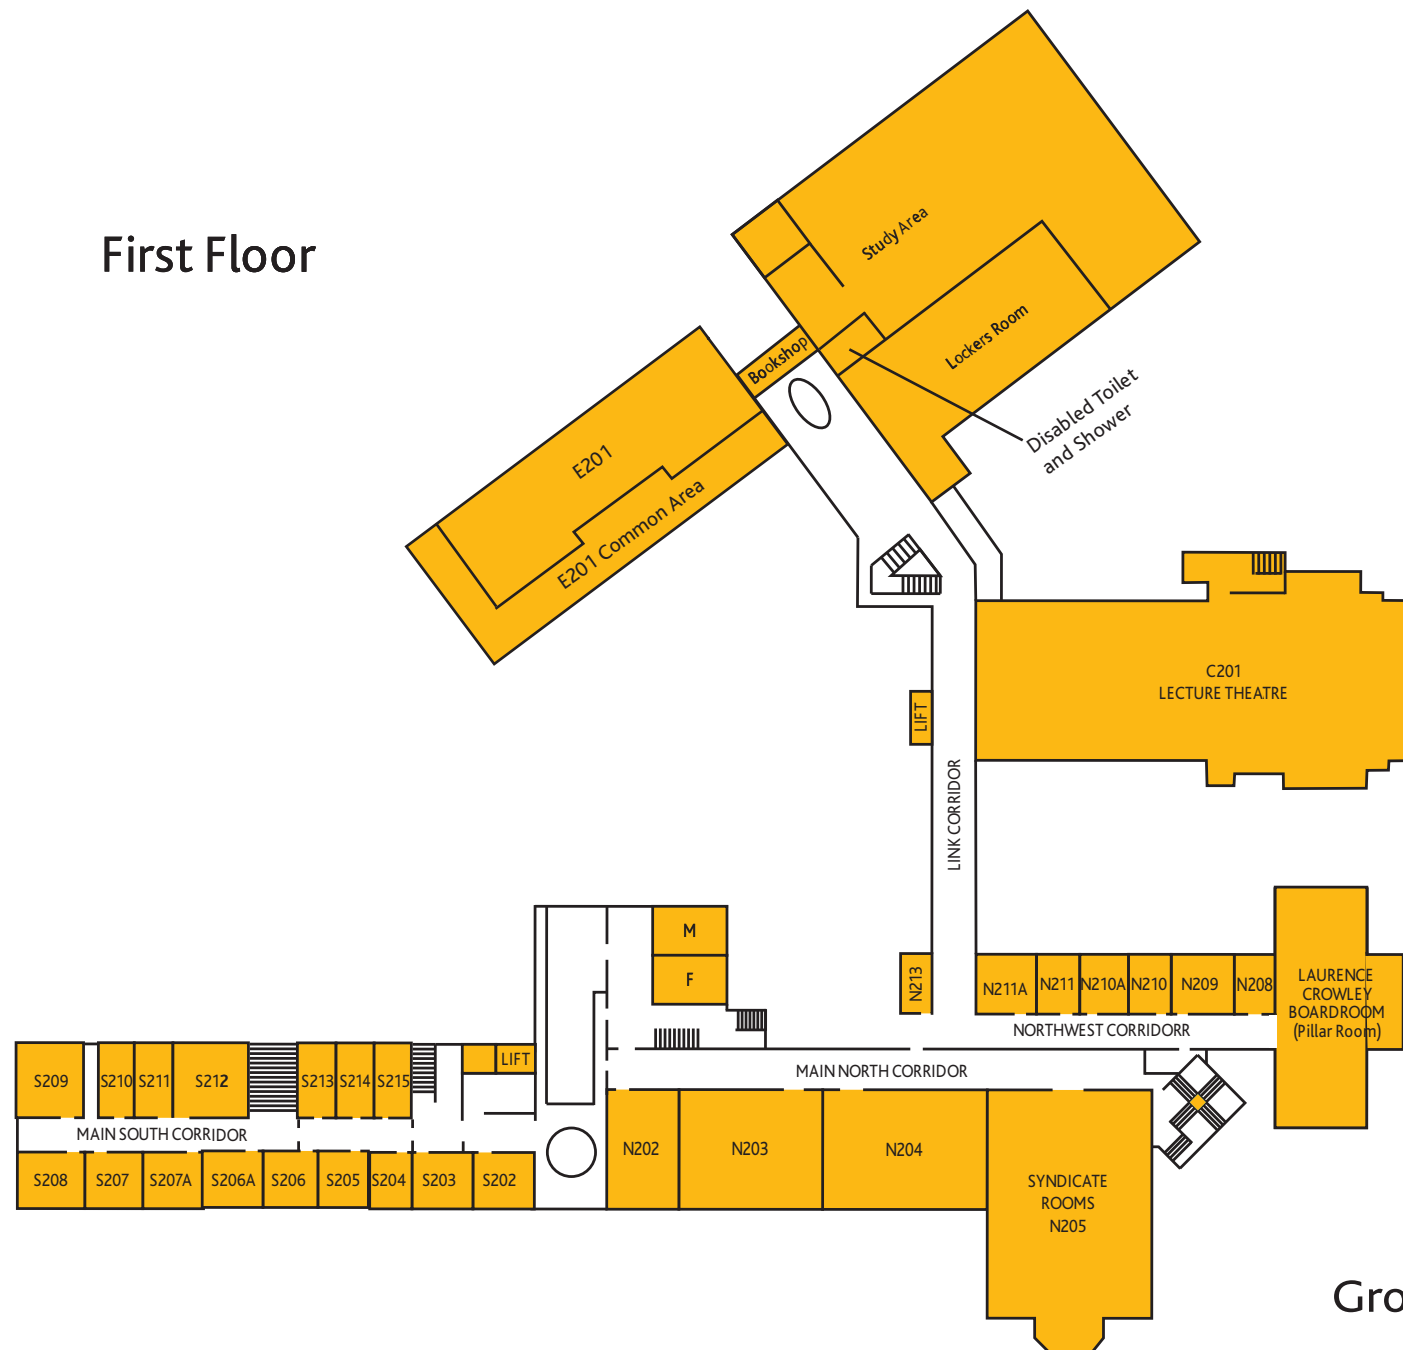 First Floor
Study Area
Lockers Room
Bookshop
Disabled Toilet
and Shower
E201
E201 Common Area
C201
LECTURE THEATRE
LIFT
LINK CORRIDOR
M
F
N213
N211A
N211
N210A
N210
N209
N208
LAURENCE
CROWLEY
BOARDROOM
(Pillar Room)
NORTHWEST CORRIDORR
MAIN NORTH CORRIDOR
S209
S210
S211
S212
S213
S214
S215
LIFT
MAIN SOUTH CORRIDOR
S208
S207
S207A
S206A
S206
S205
S204
S203
S202
N202
N203
N204
SYNDICATE
ROOMS
N205
Gro